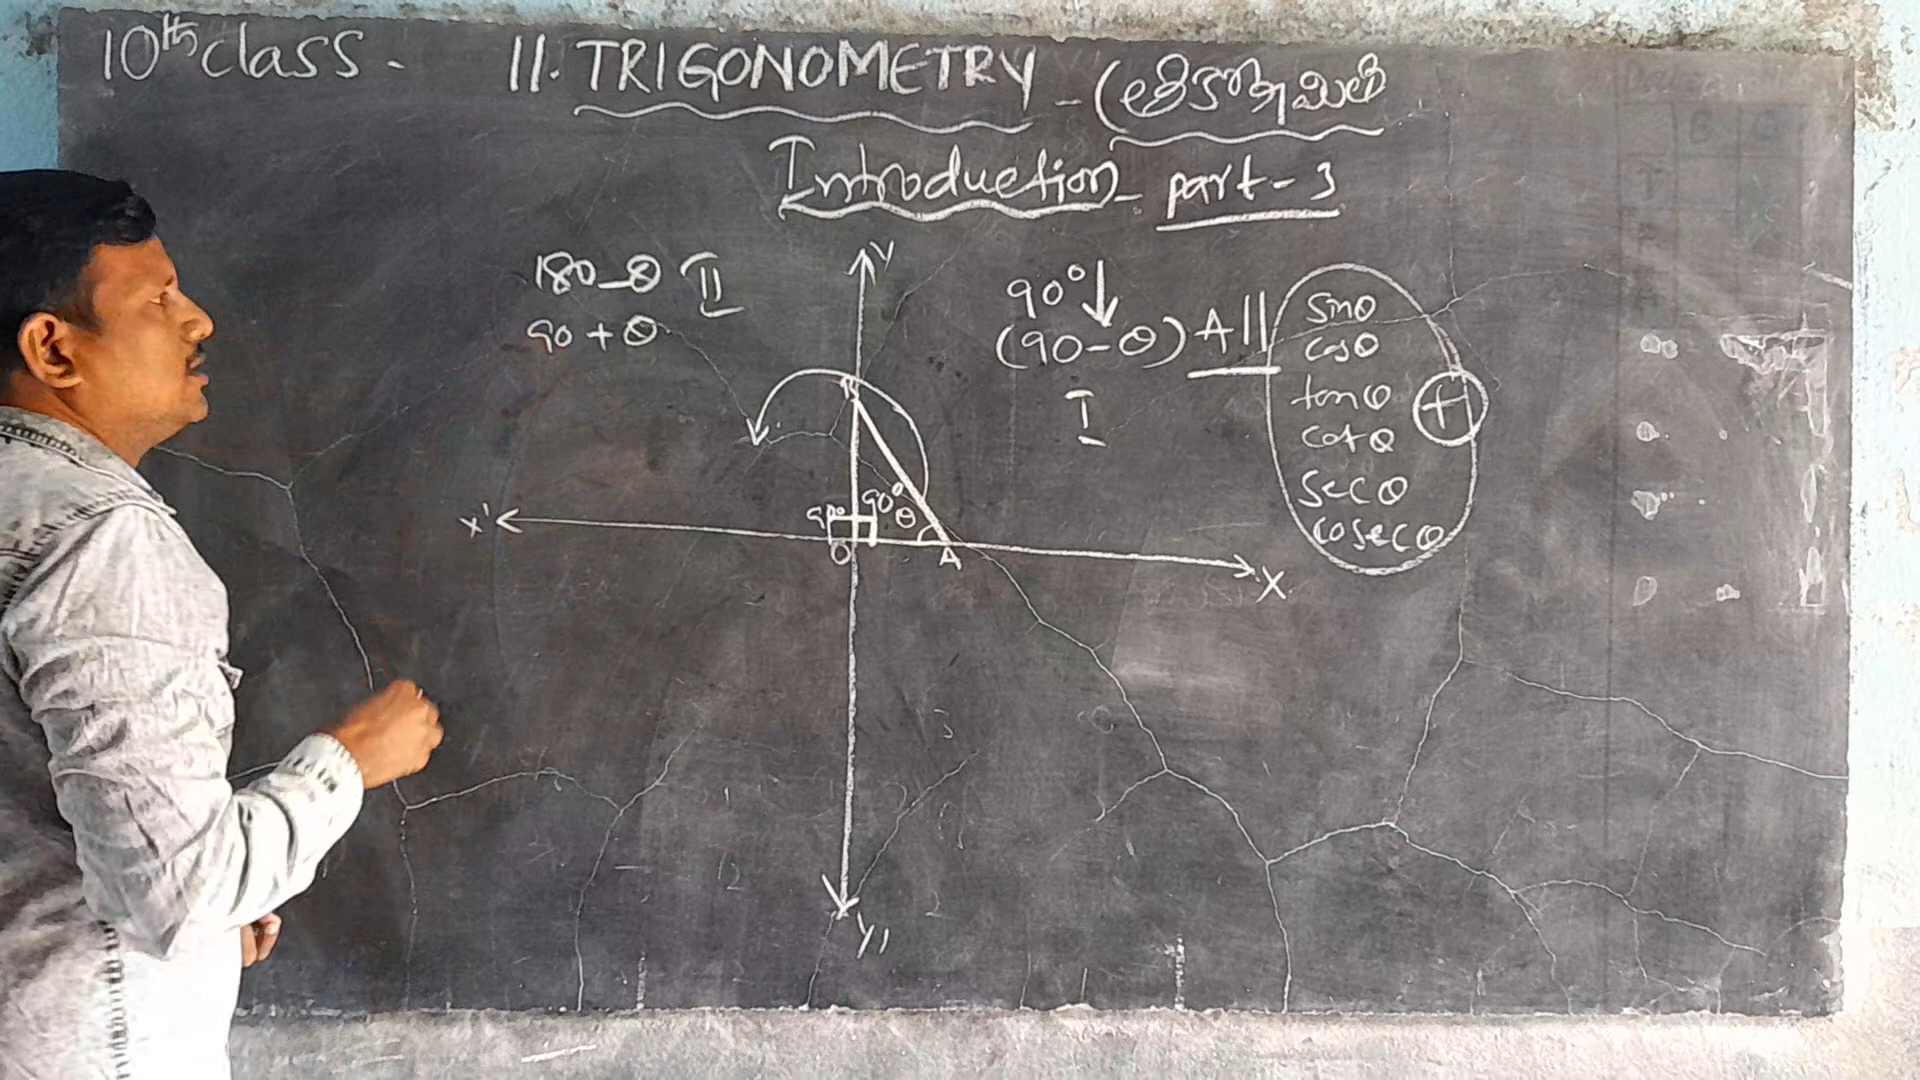 10th class.
11. TRIGONOMETRY - (త్రికోణమితి
Introduction - part - 3
180-θ II
90+θ
Y
90°↓
(90-θ) All
I
sinθ
cosθ
tanθ +
cotθ
secθ
cosecθ
90° 90° θ
X' O A X
Y1